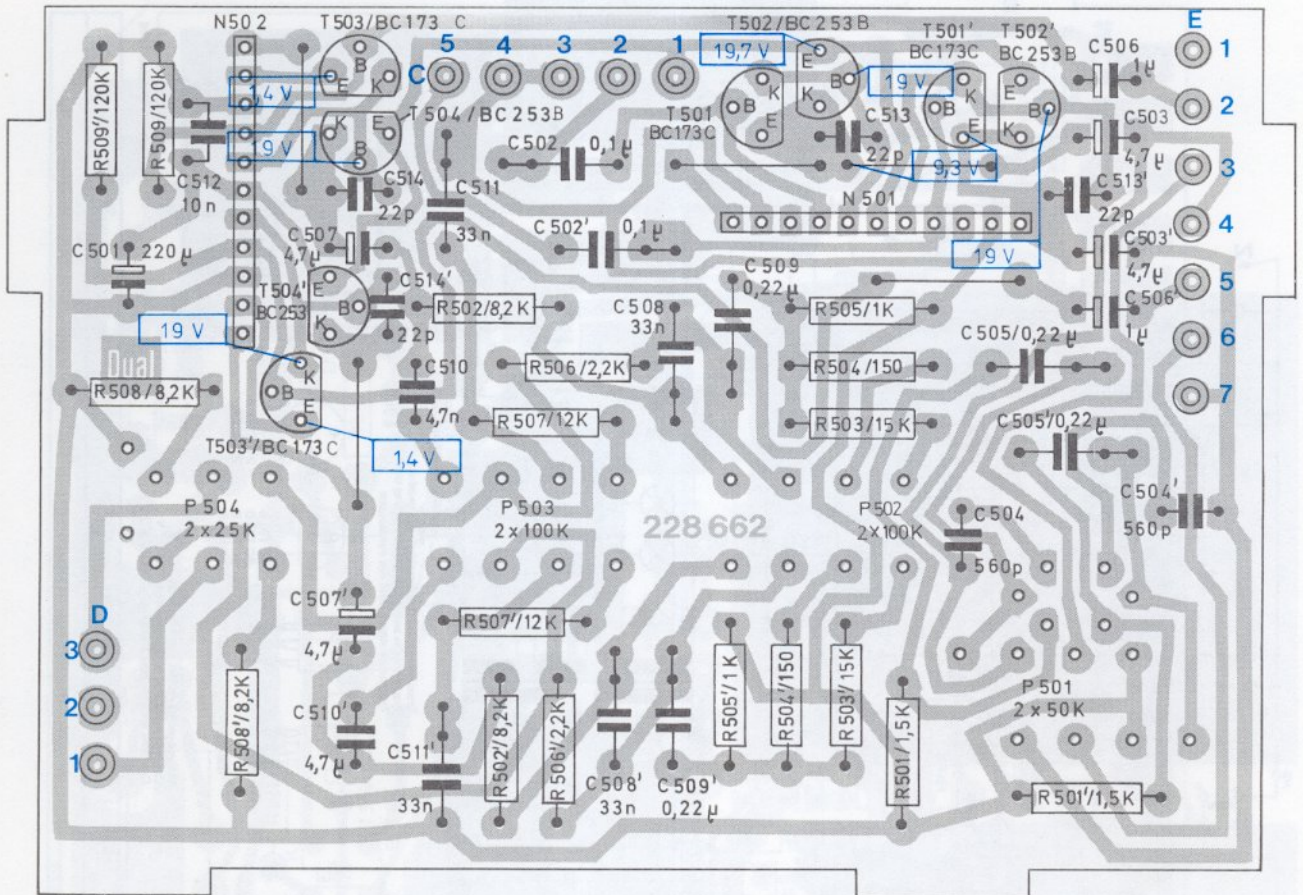 N502
T503/BC173 C
T502/BC253B
T501'
BC173C
T502'
BC253B
E
C506
1µ
1
2
3
4
5
6
7
R509'/120K
R509/120K
E
B
K
1,4 V
C
5
4
3
2
1
19,7 V
E
B
K
19 V
K
B
E
T501
BC173C
K
B
E
E
B
K
C503
4,7µ
T504/BC253B
K
E
B
19 V
C502
0,1µ
C513
22p
9,3 V
C512
10n
C514
22p
C511
33n
N501
C513'
22p
C501
220µ
C507
4,7µ
C502'
0,1µ
19 V
C503'
4,7µ
T504'
BC253
E
B
K
C514'
22p
C509
0,22µ
R502/8,2K
C508
33n
R505/1K
C506'
1µ
C505/0,22µ
19 V
Dual
R508/8,2K
K
B
E
C510
4,7n
R506/2,2K
R504/150
R507/12K
R503/15K
T503'/BC173C
1,4 V
C505'/0,22µ
C504'
560p
P504
2x25K
P503
2x100K
228 662
P502
2x100K
C504
560p
D
3
2
1
C507'
4,7µ
R507'/12K
R508'/8,2K
C510'
4,7µ
C511'
33n
R502'/8,2K
R506'/2,2K
C508'
33n
C509'
0,22µ
R505'/1K
R504'/150
R503'/15K
R501/1,5K
P501
2x50K
R501'/1,5K